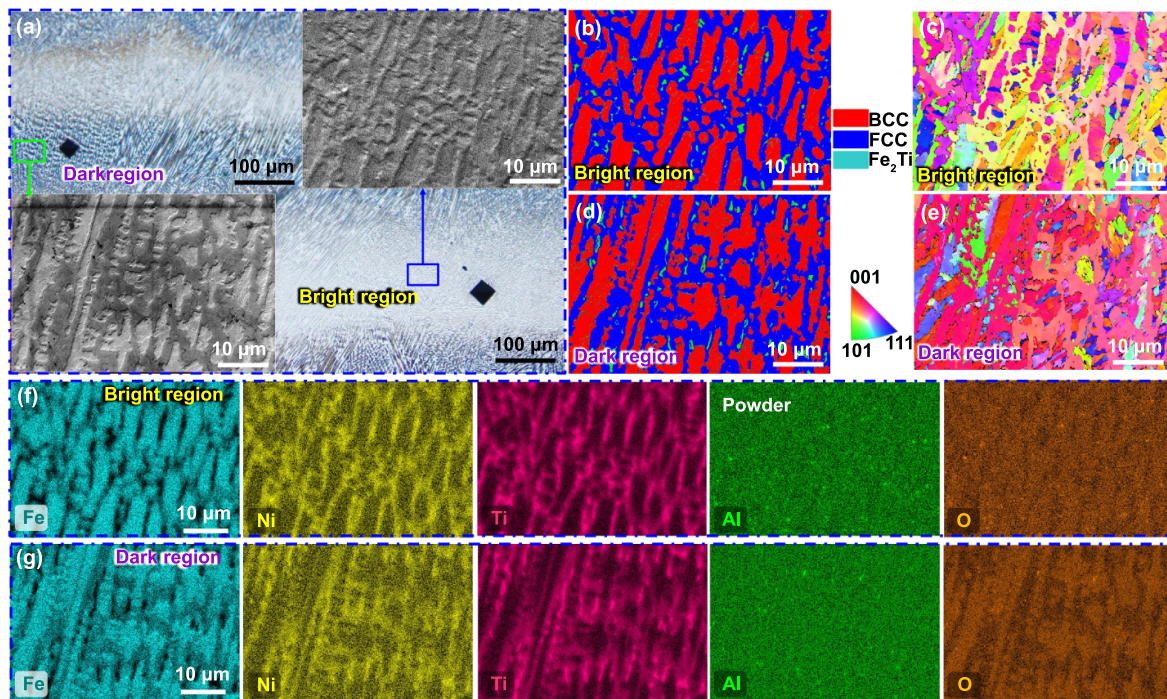 (a)
Darkregion
100 µm
10 µm
10 µm
Bright region
100 µm
(b)
Bright region
10 µm
BCC
FCC
Fe₂Ti
(c)
Bright region
10 µm
(d)
Dark region
10 µm
001
101
111
(e)
Dark region
10 µm
(f)
Bright region
Fe
10 µm
Ni
Ti
Powder
Al
O
(g)
Dark region
Fe
10 µm
Ni
Ti
Al
O